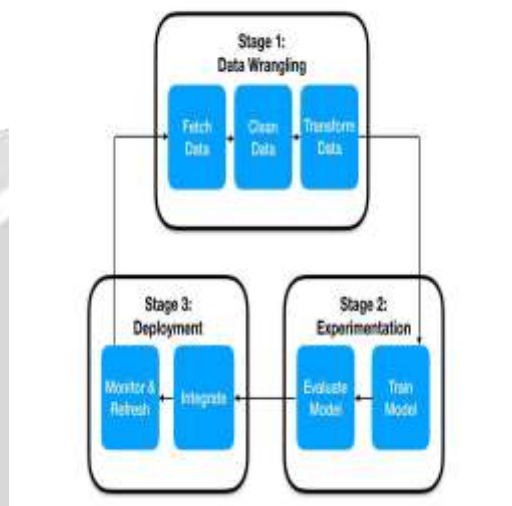 Stage 1:
Data Wrangling
Fetch
Data
Clean
Data
Transform
Data
Stage 3:
Deployment
Monitor &
Refresh
Integrate
Stage 2:
Experimentation
Evaluate
Model
Train
Model